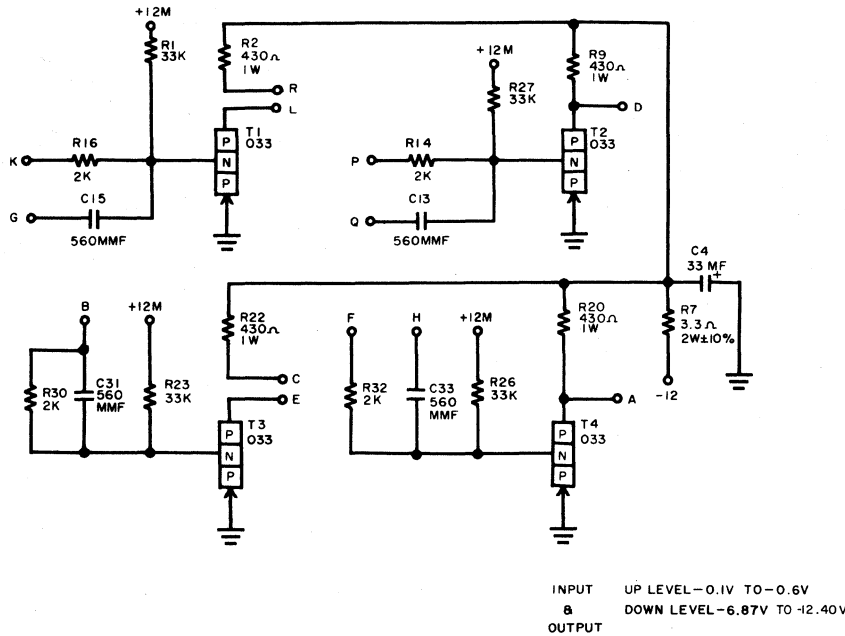 +12M
R1
33K
R2
430Ω
1W
R
L
T1
033
P
N
P
R16
2K
K
C15
G
560MMF
+12M
R27
33K
R9
430Ω
1W
D
T2
033
P
N
P
R14
2K
P
C13
Q
560MMF
C4
33 MF
+
R7
3.3Ω
2W±10%
-12
B
+12M
R22
430Ω
1W
C
E
R30
2K
C31
560
MMF
R23
33K
T3
033
P
N
P
F
H
+12M
R20
430Ω
1W
R32
2K
C33
560
MMF
R26
33K
A
T4
033
P
N
P
INPUT UP LEVEL-0.1V TO-0.6V
& DOWN LEVEL-6.87V TO -12.40V
OUTPUT